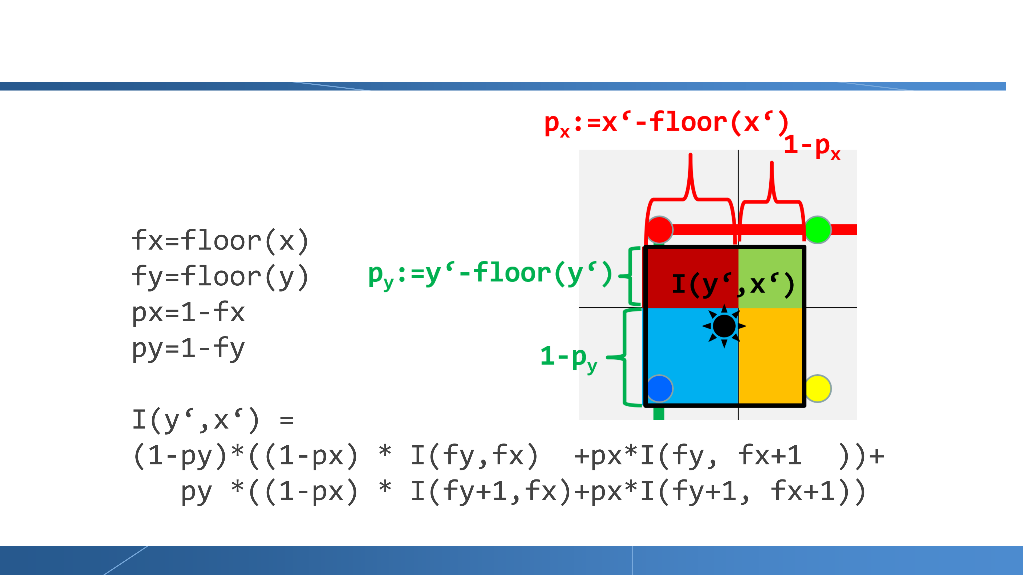 pₓ:=x‘-floor(x‘)
1-pₓ
fx=floor(x)
fy=floor(y)
px=1-fx
py=1-fy
p_y:=y‘-floor(y‘)
I(y‘,x‘)
1-p_y
I(y‘,x‘) =
(1-py)*((1-px) * I(fy,fx)  +px*I(fy, fx+1  ))+
py *((1-px) * I(fy+1,fx)+px*I(fy+1, fx+1))